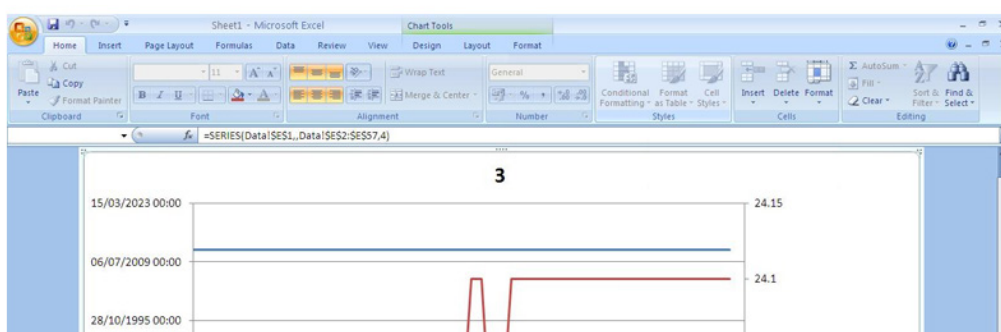 Sheet1 - Microsoft Excel
Chart Tools
Home Insert Page Layout Formulas Data Review View Design Layout Format
Paste
Cut
Copy
Format Painter
Clipboard
11 A A
B I U A
Font
Wrap Text
Merge & Center
Alignment
General
% ,
Number
Conditional Formatting
Format as Table
Cell Styles
Styles
Insert Delete Format
Cells
Σ AutoSum
Fill
Clear
Sort & Filter
Find & Select
Editing
fx =SERIES(Data!$E$1,,Data!$E$2:$E$57,4)
3
15/03/2023 00:00
24.15
06/07/2009 00:00
24.1
28/10/1995 00:00